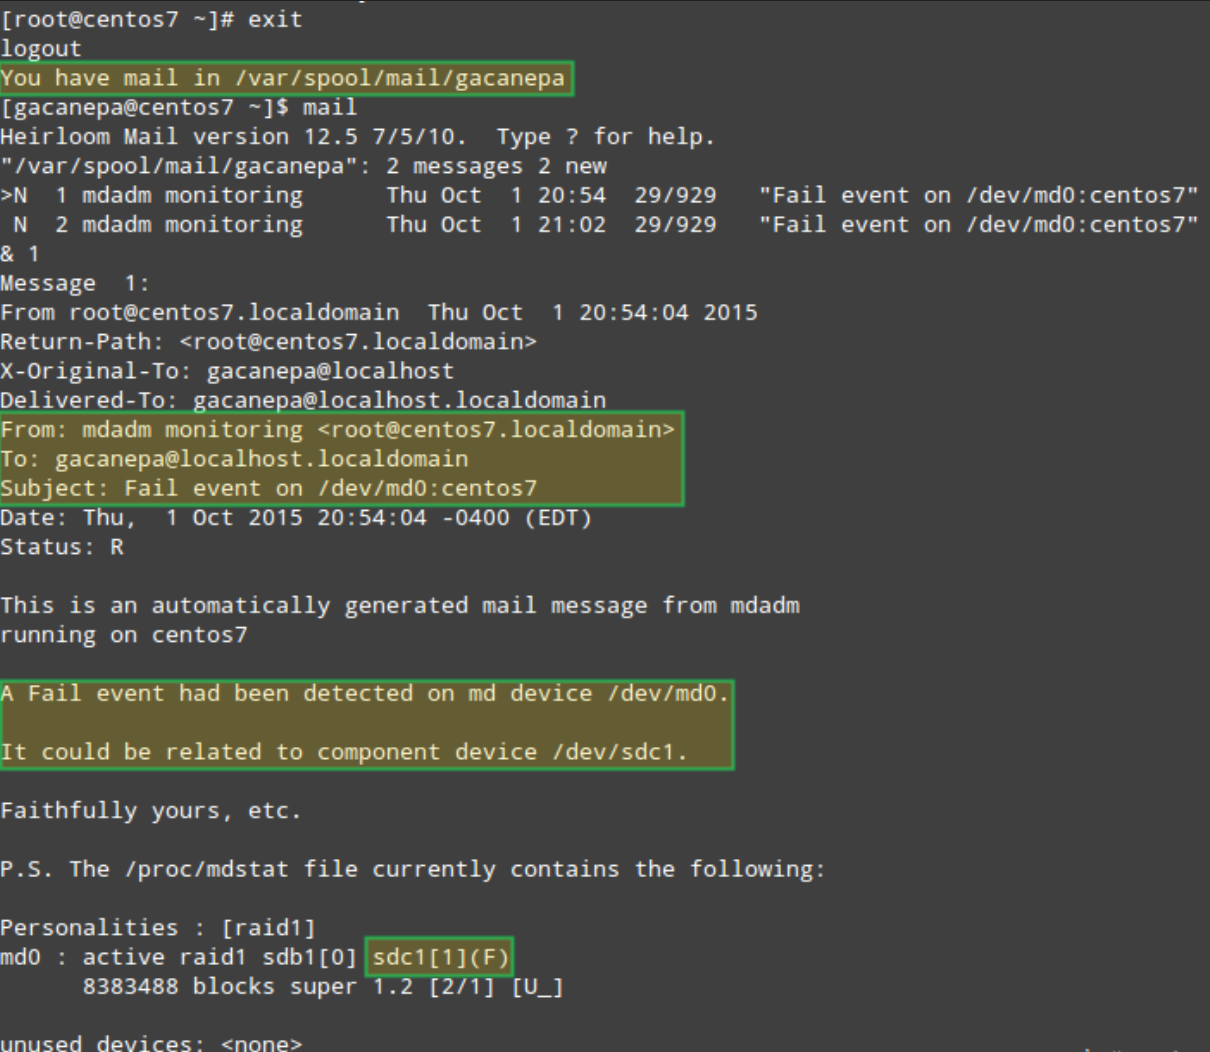 [root@centos7 ~]# exit
logout
You have mail in /var/spool/mail/gacanepa
[gacanepa@centos7 ~]$ mail
Heirloom Mail version 12.5 7/5/10.  Type ? for help.
"/var/spool/mail/gacanepa": 2 messages 2 new
>N  1 mdadm monitoring      Thu Oct  1 20:54  29/929   "Fail event on /dev/md0:centos7"
 N  2 mdadm monitoring      Thu Oct  1 21:02  29/929   "Fail event on /dev/md0:centos7"
& 1
Message  1:
From root@centos7.localdomain  Thu Oct  1 20:54:04 2015
Return-Path: <root@centos7.localdomain>
X-Original-To: gacanepa@localhost
Delivered-To: gacanepa@localhost.localdomain
From: mdadm monitoring <root@centos7.localdomain>
To: gacanepa@localhost.localdomain
Subject: Fail event on /dev/md0:centos7
Date: Thu,  1 Oct 2015 20:54:04 -0400 (EDT)
Status: R

This is an automatically generated mail message from mdadm
running on centos7

A Fail event had been detected on md device /dev/md0.

It could be related to component device /dev/sdc1.

Faithfully yours, etc.

P.S. The /proc/mdstat file currently contains the following:

Personalities : [raid1]
md0 : active raid1 sdb1[0] sdc1[1](F)
      8383488 blocks super 1.2 [2/1] [U_]

unused devices: <none>